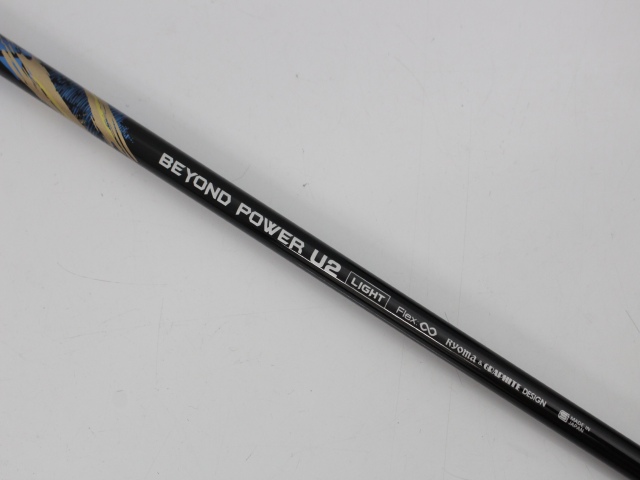 BEYOND POWER U2 LIGHT Flex ∞ Ryoma & GRAPHITE DESIGN
MADE IN
JAPAN